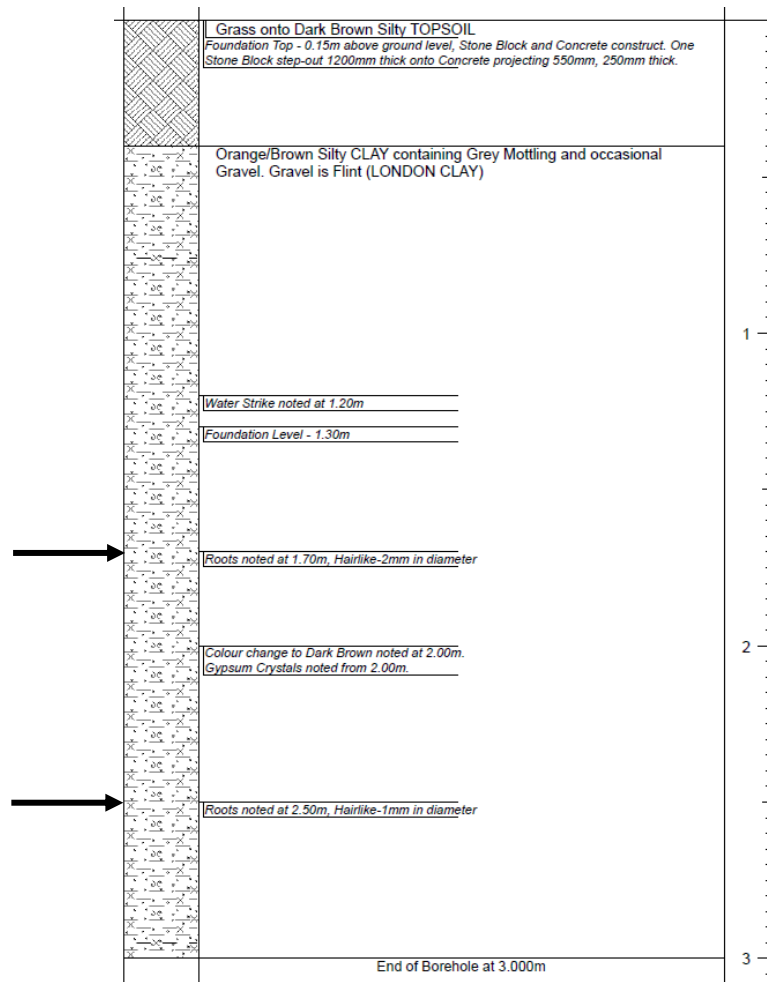 Grass onto Dark Brown Silty TOPSOIL
Foundation Top - 0.15m above ground level, Stone Block and Concrete construct. One
Stone Block step-out 1200mm thick onto Concrete projecting 550mm, 250mm thick.
Orange/Brown Silty CLAY containing Grey Mottling and occasional
Gravel. Gravel is Flint (LONDON CLAY)
1
Water Strike noted at 1.20m
Foundation Level - 1.30m
Roots noted at 1.70m, Hairlike-2mm in diameter
2
Colour change to Dark Brown noted at 2.00m.
Gypsum Crystals noted from 2.00m.
Roots noted at 2.50m, Hairlike-1mm in diameter
3
End of Borehole at 3.000m